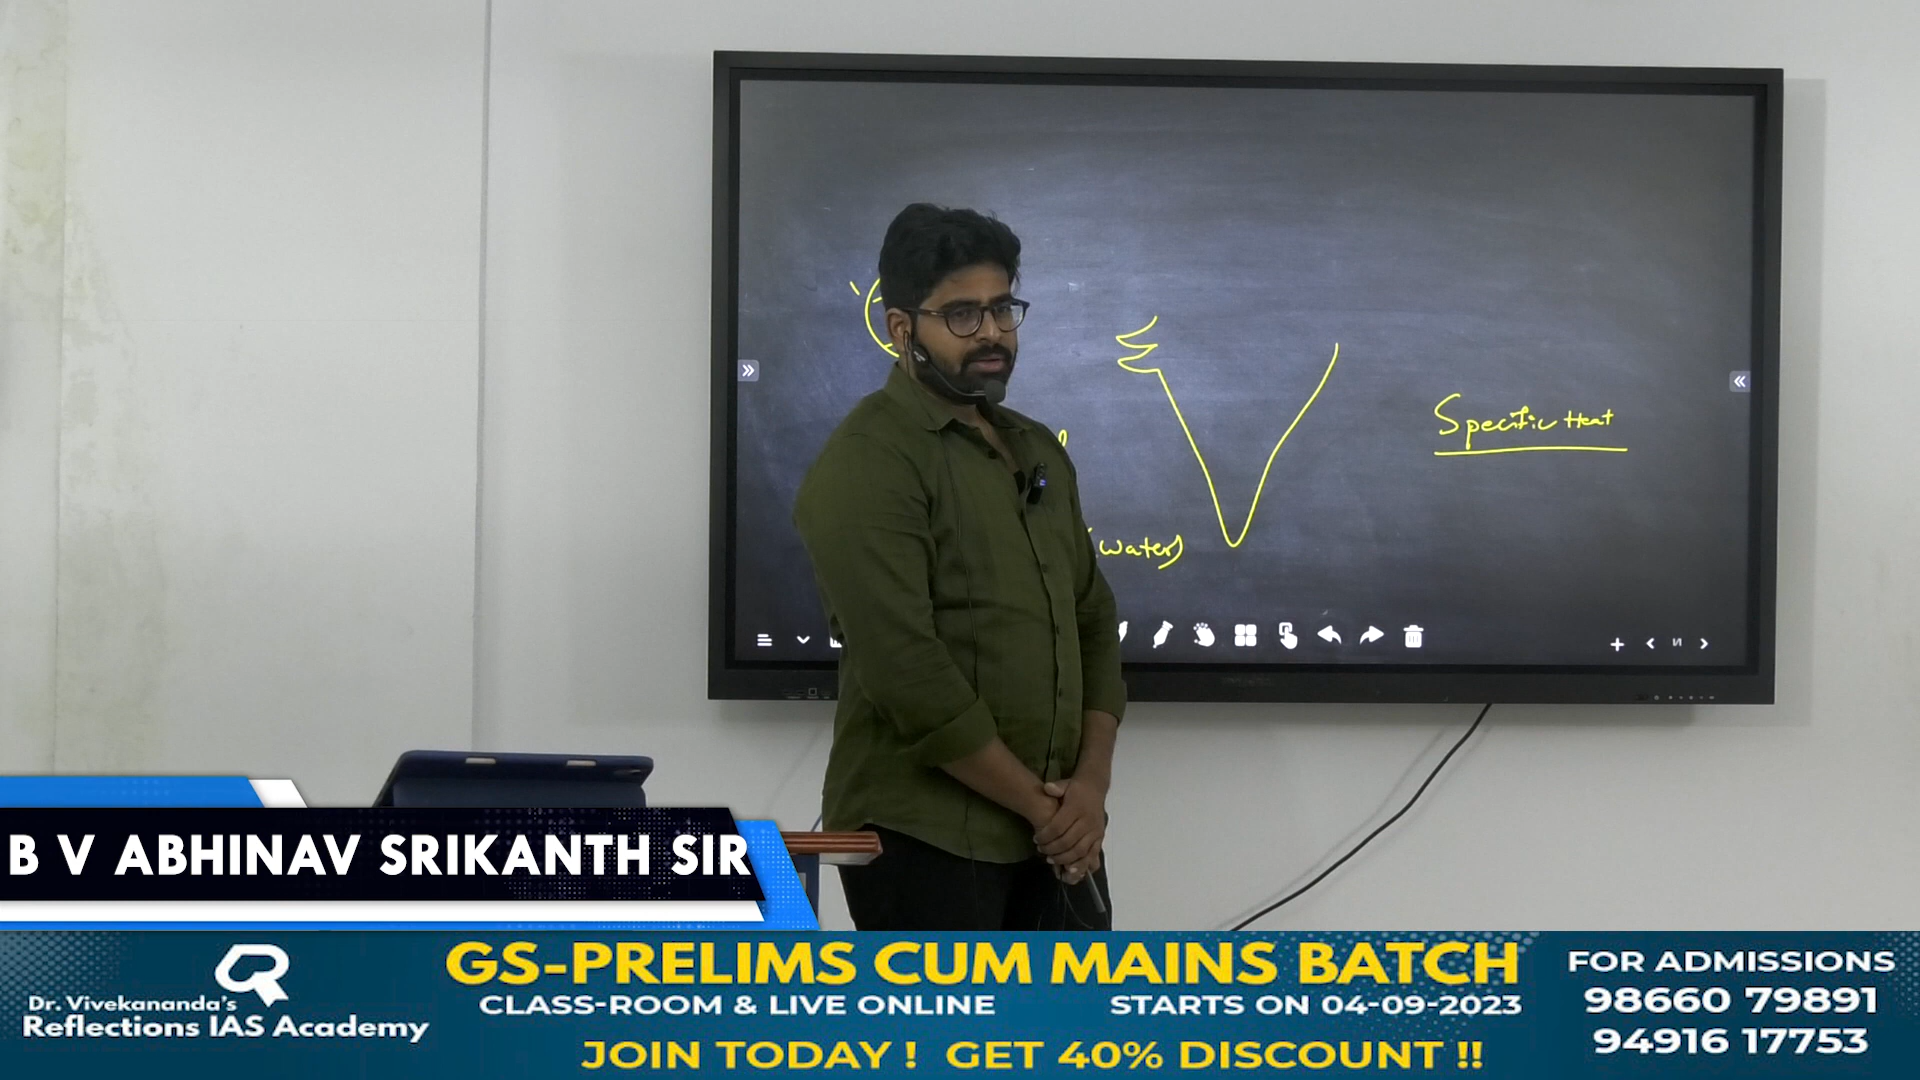 Specific Heat
(water)
B V ABHINAV SRIKANTH SIR
Dr. Vivekananda's
Reflections IAS Academy
GS-PRELIMS CUM MAINS BATCH
CLASS-ROOM & LIVE ONLINE STARTS ON 04-09-2023
JOIN TODAY ! GET 40% DISCOUNT !!
FOR ADMISSIONS
98660 79891
94916 17753